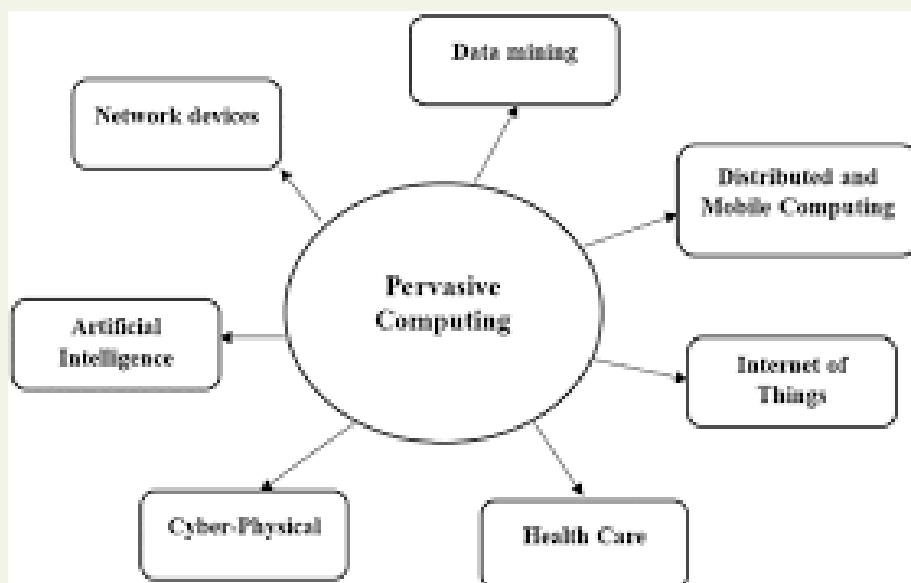 Data mining
Network devices
Distributed and
Mobile Computing
Pervasive
Computing
Artificial
Intelligence
Internet of
Things
Cyber-Physical
Health Care